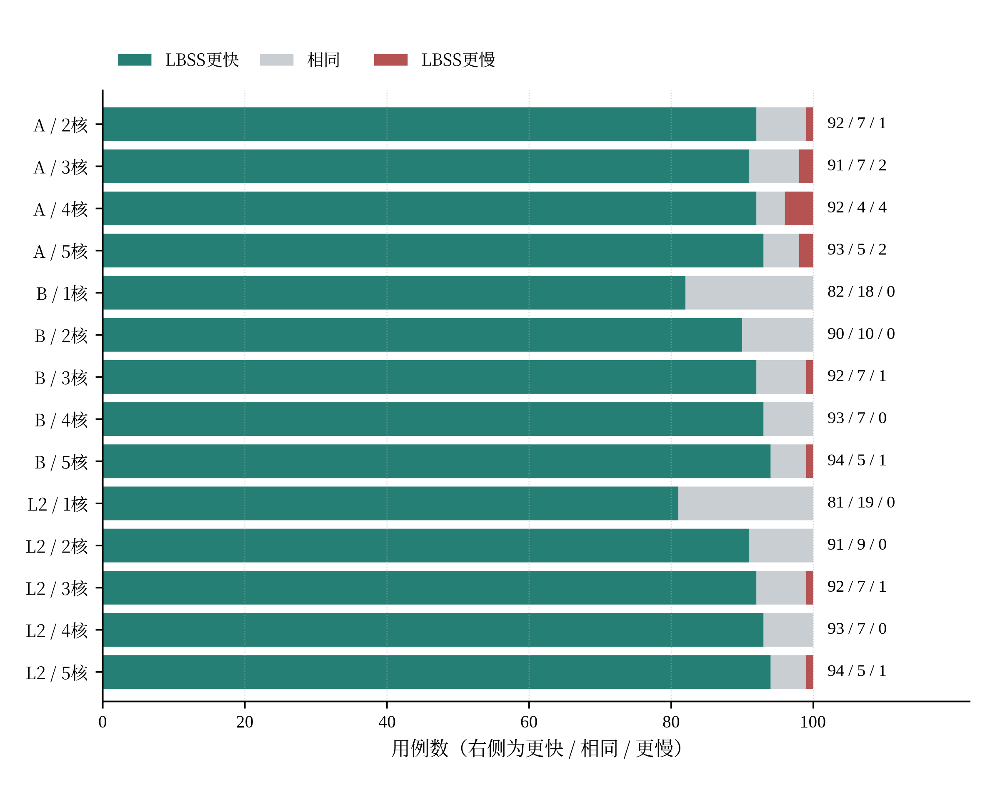 LBSS更快 相同 LBSS更慢
A / 2核 92 / 7 / 1
A / 3核 91 / 7 / 2
A / 4核 92 / 4 / 4
A / 5核 93 / 5 / 2
B / 1核 82 / 18 / 0
B / 2核 90 / 10 / 0
B / 3核 92 / 7 / 1
B / 4核 93 / 7 / 0
B / 5核 94 / 5 / 1
L2 / 1核 81 / 19 / 0
L2 / 2核 91 / 9 / 0
L2 / 3核 92 / 7 / 1
L2 / 4核 93 / 7 / 0
L2 / 5核 94 / 5 / 1
0 20 40 60 80 100
用例数（右侧为更快 / 相同 / 更慢）